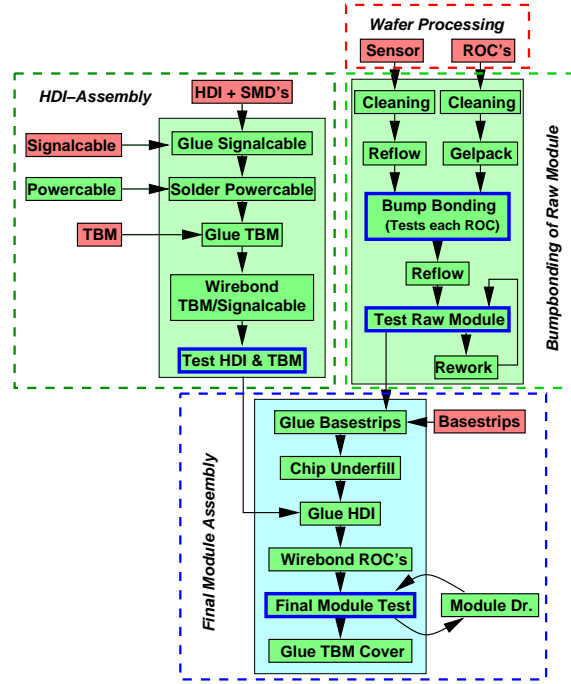 Wafer Processing
Sensor
ROC's
HDI–Assembly
HDI + SMD's
Signalcable
Glue Signalcable
Powercable
Solder Powercable
TBM
Glue TBM
Wirebond
TBM/Signalcable
Test HDI & TBM
Cleaning
Cleaning
Reflow
Gelpack
Bump Bonding
(Tests each ROC)
Reflow
Test Raw Module
Rework
Bumpbonding of Raw Module
Final Module Assembly
Glue Basestrips
Basestrips
Chip Underfill
Glue HDI
Wirebond ROC's
Final Module Test
Module Dr.
Glue TBM Cover